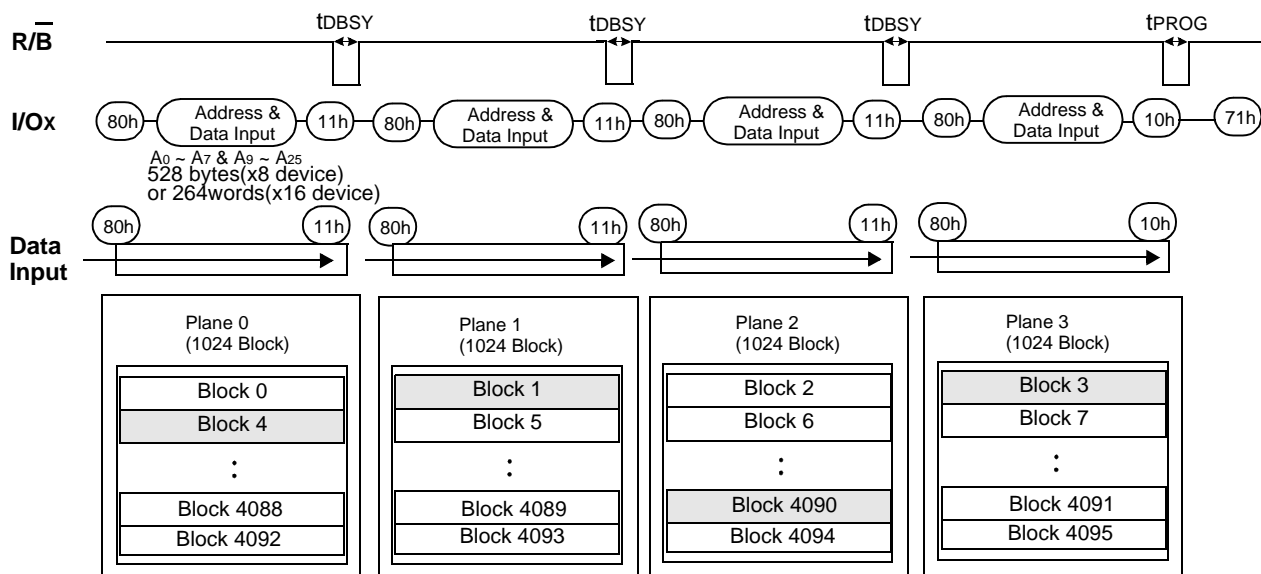 tDBSY tDBSY tDBSY tPROG
R/B
I/Ox 80h Address & Data Input 11h 80h Address & Data Input 11h 80h Address & Data Input 11h 80h Address & Data Input 10h 71h
A0 ~ A7 & A9 ~ A25
528 bytes(x8 device)
or 264words(x16 device)
80h 11h 80h 11h 80h 11h 80h 10h
Data
Input
Plane 0
(1024 Block)
Block 0
Block 4
:
Block 4088
Block 4092
Plane 1
(1024 Block)
Block 1
Block 5
:
Block 4089
Block 4093
Plane 2
(1024 Block)
Block 2
Block 6
:
Block 4090
Block 4094
Plane 3
(1024 Block)
Block 3
Block 7
:
Block 4091
Block 4095